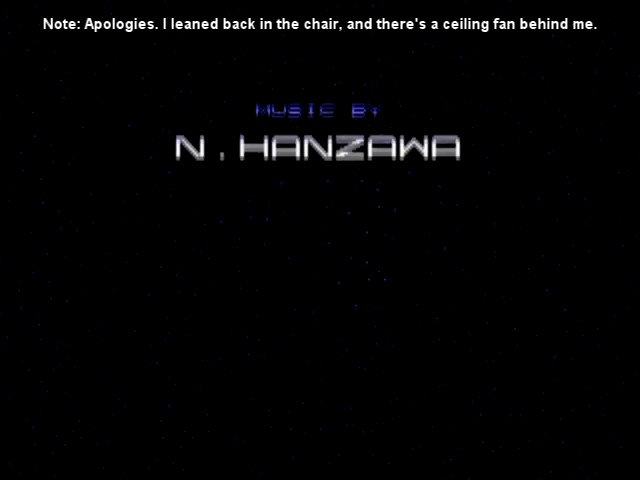 Note: Apologies. I leaned back in the chair, and there's a ceiling fan behind me.
MUSIC BY
N.HANZAWA